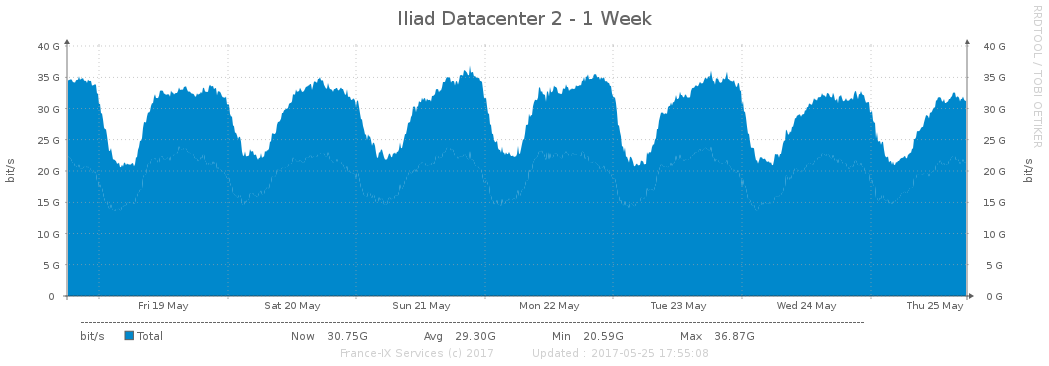 Iliad Datacenter 2 - 1 Week
RRDTOOL / TOBI OETIKER
40 G 40 G
35 G 35 G
30 G 30 G
25 G 25 G
20 G 20 G
15 G 15 G
10 G 10 G
5 G 5 G
0 0 G
bit/s bit/s
Fri 19 May Sat 20 May Sun 21 May Mon 22 May Tue 23 May Wed 24 May Thu 25 May
bit/s Total Now 30.75G Avg 29.30G Min 20.59G Max 36.87G
France-IX Services (c) 2017 Updated : 2017-05-25 17:55:08